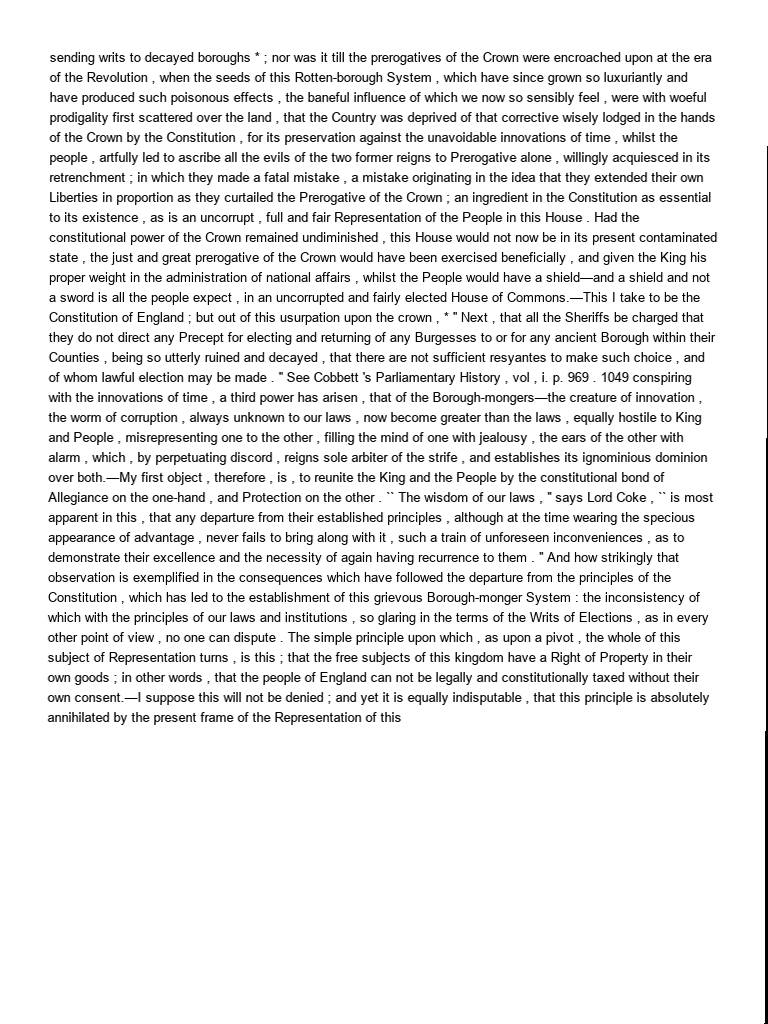 sending writs to decayed boroughs * ; nor was it till the prerogatives of the Crown were encroached upon at the era
of the Revolution , when the seeds of this Rotten-borough System , which have since grown so luxuriantly and
have produced such poisonous effects , the baneful influence of which we now so sensibly feel , were with woeful
prodigality first scattered over the land , that the Country was deprived of that corrective wisely lodged in the hands
of the Crown by the Constitution , for its preservation against the unavoidable innovations of time , whilst the
people , artfully led to ascribe all the evils of the two former reigns to Prerogative alone , willingly acquiesced in its
retrenchment ; in which they made a fatal mistake , a mistake originating in the idea that they extended their own
Liberties in proportion as they curtailed the Prerogative of the Crown ; an ingredient in the Constitution as essential
to its existence , as is an uncorrupt , full and fair Representation of the People in this House . Had the
constitutional power of the Crown remained undiminished , this House would not now be in its present contaminated
state , the just and great prerogative of the Crown would have been exercised beneficially , and given the King his
proper weight in the administration of national affairs , whilst the People would have a shield—and a shield and not
a sword is all the people expect , in an uncorrupted and fairly elected House of Commons.—This I take to be the
Constitution of England ; but out of this usurpation upon the crown , * " Next , that all the Sheriffs be charged that
they do not direct any Precept for electing and returning of any Burgesses to or for any ancient Borough within their
Counties , being so utterly ruined and decayed , that there are not sufficient resyantes to make such choice , and
of whom lawful election may be made . " See Cobbett 's Parliamentary History , vol , i. p. 969 . 1049 conspiring
with the innovations of time , a third power has arisen , that of the Borough-mongers—the creature of innovation ,
the worm of corruption , always unknown to our laws , now become greater than the laws , equally hostile to King
and People , misrepresenting one to the other , filling the mind of one with jealousy , the ears of the other with
alarm , which , by perpetuating discord , reigns sole arbiter of the strife , and establishes its ignominious dominion
over both.—My first object , therefore , is , to reunite the King and the People by the constitutional bond of
Allegiance on the one-hand , and Protection on the other . `` The wisdom of our laws , " says Lord Coke , `` is most
apparent in this , that any departure from their established principles , although at the time wearing the specious
appearance of advantage , never fails to bring along with it , such a train of unforeseen inconveniences , as to
demonstrate their excellence and the necessity of again having recurrence to them . " And how strikingly that
observation is exemplified in the consequences which have followed the departure from the principles of the
Constitution , which has led to the establishment of this grievous Borough-monger System : the inconsistency of
which with the principles of our laws and institutions , so glaring in the terms of the Writs of Elections , as in every
other point of view , no one can dispute . The simple principle upon which , as upon a pivot , the whole of this
subject of Representation turns , is this ; that the free subjects of this kingdom have a Right of Property in their
own goods ; in other words , that the people of England can not be legally and constitutionally taxed without their
own consent.—I suppose this will not be denied ; and yet it is equally indisputable , that this principle is absolutely
annihilated by the present frame of the Representation of this